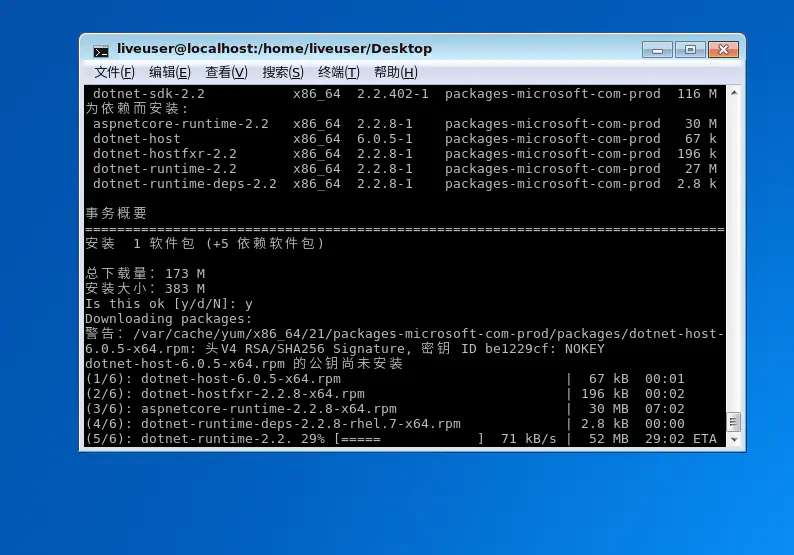 liveuser@localhost:/home/liveuser/Desktop
文件(F) 编辑(E) 查看(V) 搜索(S) 终端(T) 帮助(H)
dotnet-sdk-2.2 x86_64 2.2.402-1 packages-microsoft-com-prod 116 M
为依赖而安装:
aspnetcore-runtime-2.2 x86_64 2.2.8-1 packages-microsoft-com-prod 30 M
dotnet-host x86_64 6.0.5-1 packages-microsoft-com-prod 67 k
dotnet-hostfxr-2.2 x86_64 2.2.8-1 packages-microsoft-com-prod 196 k
dotnet-runtime-2.2 x86_64 2.2.8-1 packages-microsoft-com-prod 27 M
dotnet-runtime-deps-2.2 x86_64 2.2.8-1 packages-microsoft-com-prod 2.8 k
事务概要
================================================================================
安装 1 软件包 (+5 依赖软件包)
总下载量：173 M
安装大小：383 M
Is this ok [y/d/N]: y
Downloading packages:
警告：/var/cache/yum/x86_64/21/packages-microsoft-com-prod/packages/dotnet-host-
6.0.5-x64.rpm: 头V4 RSA/SHA256 Signature, 密钥 ID be1229cf: NOKEY
dotnet-host-6.0.5-x64.rpm 的公钥尚未安装
(1/6): dotnet-host-6.0.5-x64.rpm | 67 kB 00:01
(2/6): dotnet-hostfxr-2.2.8-x64.rpm | 196 kB 00:02
(3/6): aspnetcore-runtime-2.2.8-x64.rpm | 30 MB 07:02
(4/6): dotnet-runtime-deps-2.2.8-rhel.7-x64.rpm | 2.8 kB 00:00
(5/6): dotnet-runtime-2.2. 29% [===== ] 71 kB/s | 52 MB 29:02 ETA